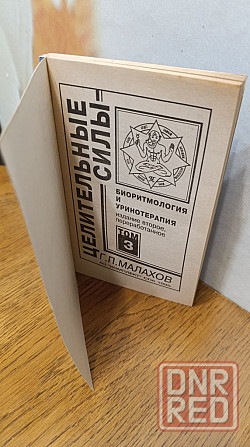 ЦЕЛИТЕЛЬНЫЕ
СИЛЫ
БИОРИТМОЛОГИЯ
И
УРИНОТЕРАПИЯ
издание второе,
переработанное
ТОМ
3
Г.П.МАЛАХОВ
DNR
RED